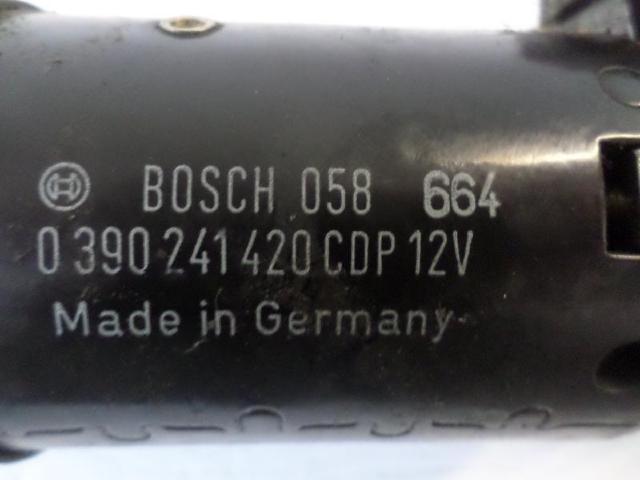 BOSCH 058 664
0 390 241 420 CDP 12V
Made in Germany